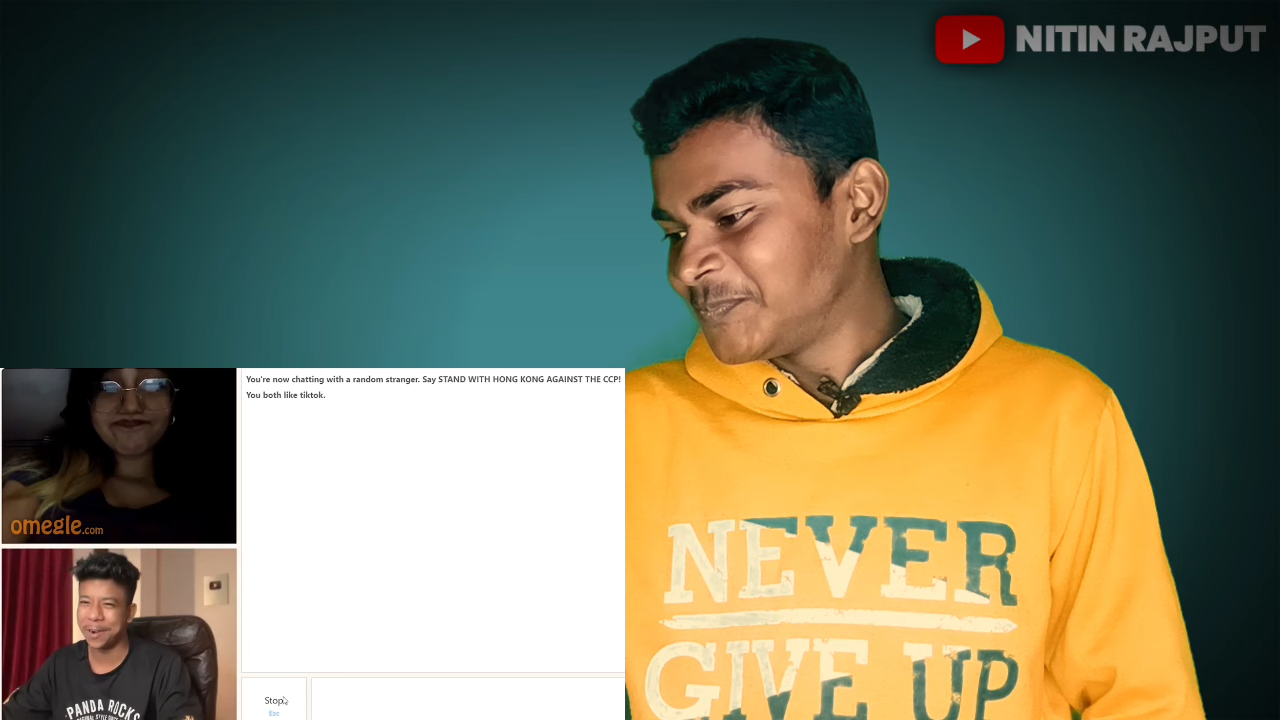 NITIN RAJPUT
You're now chatting with a random stranger. Say STAND WITH HONG KONG AGAINST THE CCP!
You both like tiktok.
omegle.com
NEVER
GIVE UP
PANDA ROCKS
Stop
Esc